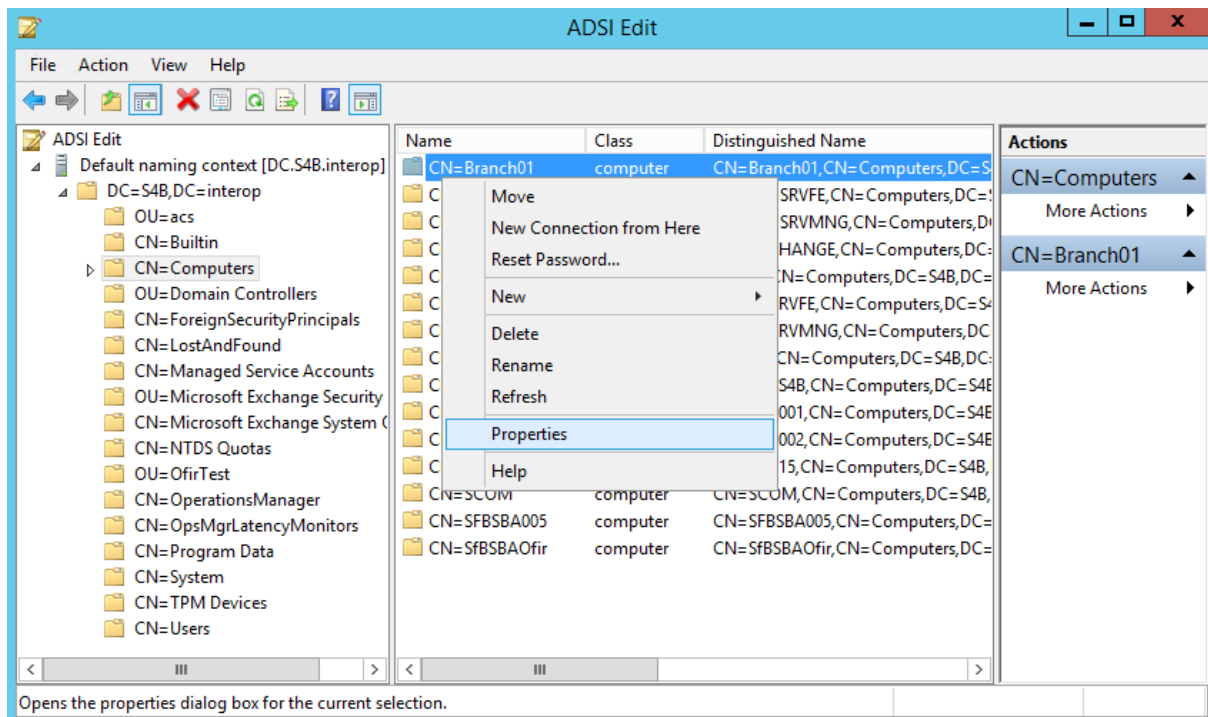 ADSI Edit
File Action View Help
ADSI Edit
Default naming context [DC.S4B.interop]
DC=S4B,DC=interop
OU=acs
CN=Builtin
CN=Computers
OU=Domain Controllers
CN=ForeignSecurityPrincipals
CN=LostAndFound
CN=Managed Service Accounts
OU=Microsoft Exchange Security
CN=Microsoft Exchange System
CN=NTDS Quotas
OU=OfirTest
CN=OperationsManager
CN=OpsMgrLatencyMonitors
CN=Program Data
CN=System
CN=TPM Devices
CN=Users
Name Class Distinguished Name
CN=Branch01 computer CN=Branch01,CN=Computers,DC=S
C SRVFE,CN=Computers,DC=
C SRVMNG,CN=Computers,D
C HANGE,CN=Computers,DC:
C N=Computers,DC=S4B,DC=
C RVFE,CN=Computers,DC=S4
C RVMNG,CN=Computers,DC
C CN=Computers,DC=S4B,DC:
C S4B,CN=Computers,DC=S4E
C 001,CN=Computers,DC=S4E
C 002,CN=Computers,DC=S4E
C 15,CN=Computers,DC=S4B,
CN=SCOM computer CN=SCOM,CN=Computers,DC=S4B,
CN=SFBSBA005 computer CN=SFBSBA005,CN=Computers,DC=
CN=SfBSBAOfir computer CN=SfBSBAOfir,CN=Computers,DC=
Move
New Connection from Here
Reset Password...
New
Delete
Rename
Refresh
Properties
Help
Actions
CN=Computers
More Actions
CN=Branch01
More Actions
Opens the properties dialog box for the current selection.